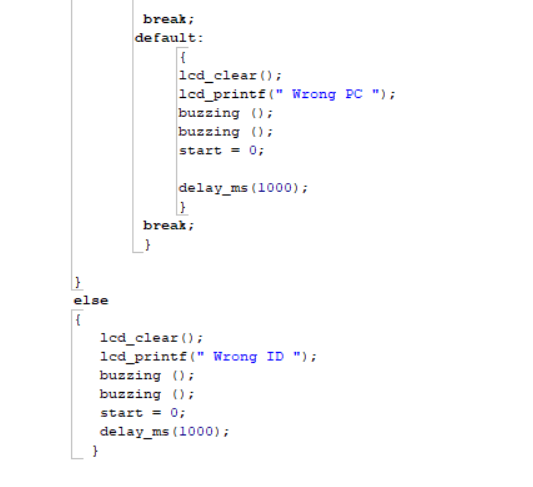 break;
default:
{
lcd_clear();
lcd_printf(" Wrong PC ");
buzzing ();
buzzing ();
start = 0;
delay_ms(1000);
}
break;
}
}
else
{
lcd_clear();
lcd_printf(" Wrong ID ");
buzzing ();
buzzing ();
start = 0;
delay_ms(1000);
}